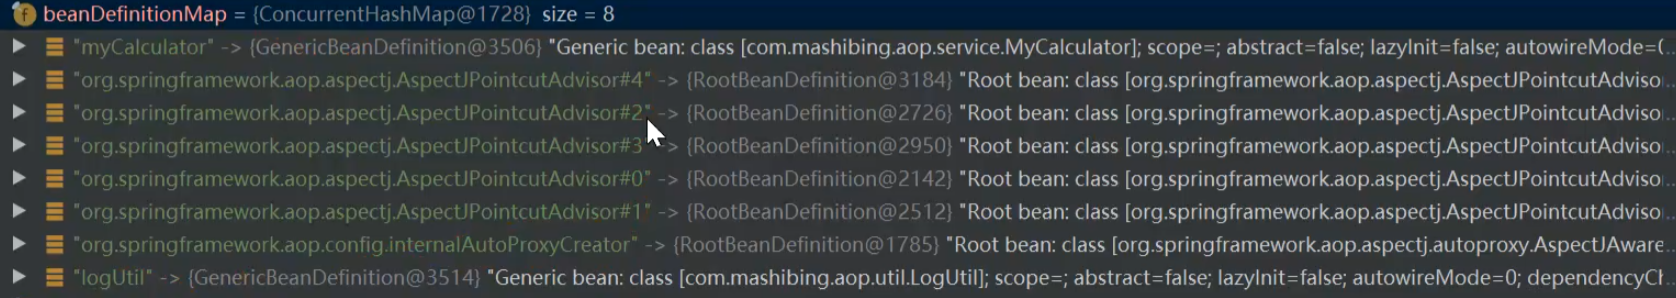 f beanDefinitionMap = {ConcurrentHashMap@1728} size = 8
"myCalculator" -> {GenericBeanDefinition@3506} "Generic bean: class [com.mashibing.aop.service.MyCalculator]; scope=; abstract=false; lazyInit=false; autowireMode=(...
"org.springframework.aop.aspectj.AspectJPointcutAdvisor#4" -> {RootBeanDefinition@3184} "Root bean: class [org.springframework.aop.aspectj.AspectJPointcutAdviso...
"org.springframework.aop.aspectj.AspectJPointcutAdvisor#2" -> {RootBeanDefinition@2726} "Root bean: class [org.springframework.aop.aspectj.AspectJPointcutAdviso...
"org.springframework.aop.aspectj.AspectJPointcutAdvisor#3" -> {RootBeanDefinition@2950} "Root bean: class [org.springframework.aop.aspectj.AspectJPointcutAdviso...
"org.springframework.aop.aspectj.AspectJPointcutAdvisor#0" -> {RootBeanDefinition@2142} "Root bean: class [org.springframework.aop.aspectj.AspectJPointcutAdviso...
"org.springframework.aop.aspectj.AspectJPointcutAdvisor#1" -> {RootBeanDefinition@2512} "Root bean: class [org.springframework.aop.aspectj.AspectJPointcutAdviso...
"org.springframework.aop.config.internalAutoProxyCreator" -> {RootBeanDefinition@1785} "Root bean: class [org.springframework.aop.aspectj.autoproxy.AspectJAware...
"logUtil" -> {GenericBeanDefinition@3514} "Generic bean: class [com.mashibing.aop.util.LogUtil]; scope=; abstract=false; lazyInit=false; autowireMode=0; dependencyCh...